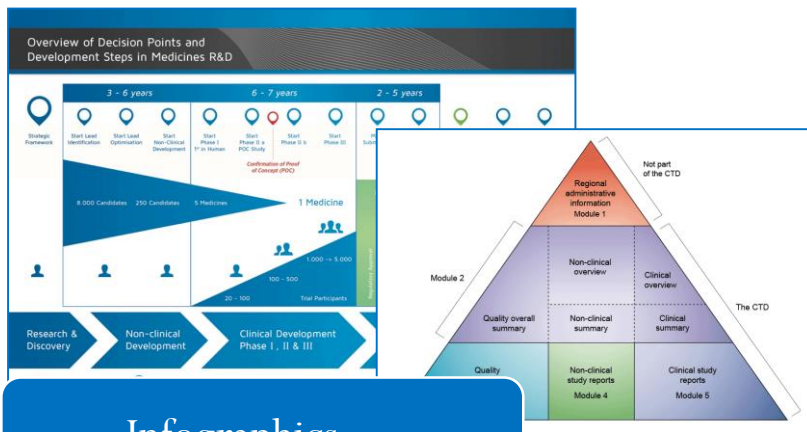 Overview of Decision Points and
Development Steps in Medicines R&D
3 - 6 years
6 - 7 years
2 - 5 years
Strategic
Framework
Start Lead
Identification
Start Lead
Optimisation
Start
Non-Clinical
Development
Start
Phase I
1st in Human
Start
Phase II a
POC Study
Start
Phase II b
Start
Phase III
Confirmation of Proof
of Concept (POC)
8.000 Candidates
250 Candidates
5 Medicines
1 Medicine
20 - 100
100 - 500
1.000 → 5.000
Total Participants
Regulatory Approval
Research &
Discovery
Non-clinical
Development
Clinical Development
Phase I, II & III
Regional
administrative
information
Module 1
Not part
of the CTD
Module 2
Non-clinical
overview
Clinical
overview
The CTD
Quality overall
summary
Non-clinical
summary
Clinical
summary
Quality
Non-clinical
study reports
Module 4
Clinical study
reports
Module 5
Infographics